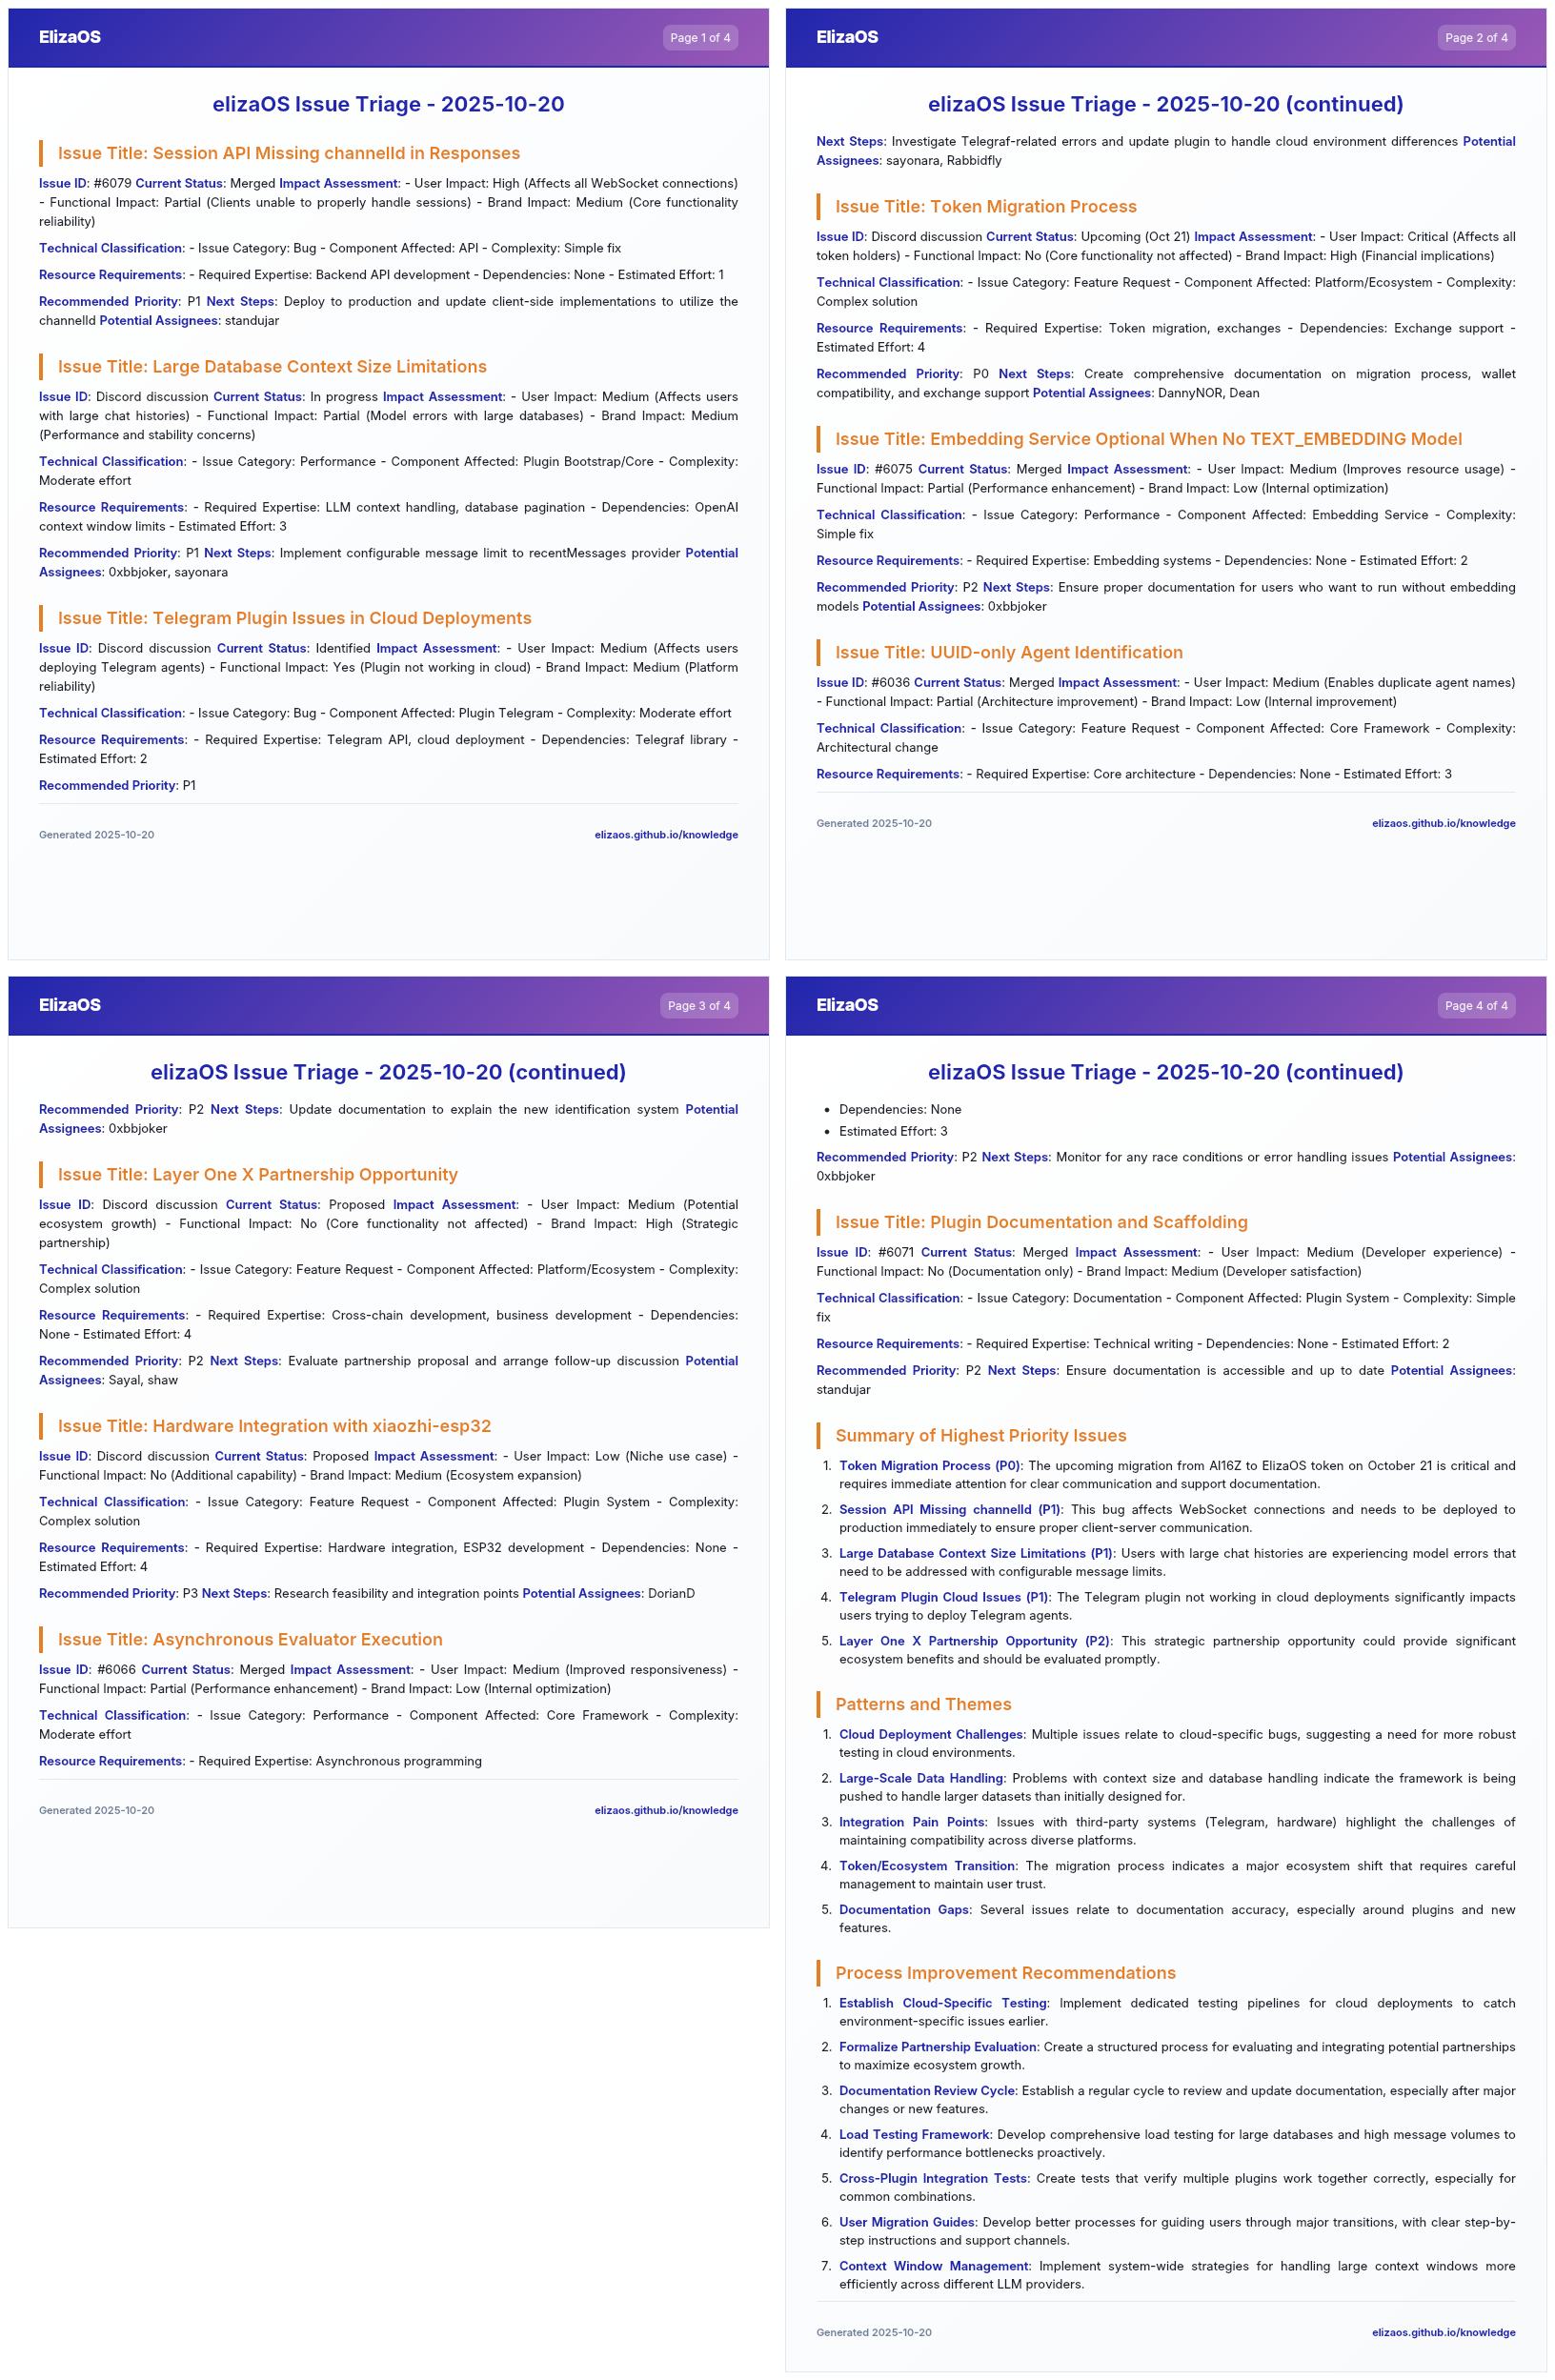 ElizaOS
Page 1 of 4
elizaOS Issue Triage - 2025-10-20
Issue Title: Session API Missing channelId in Responses
Issue ID: #6079 Current Status: Merged Impact Assessment: - User Impact: High (Affects all WebSocket connections)
- Functional Impact: Partial (Clients unable to properly handle sessions) - Brand Impact: Medium (Core functionality
reliability)
Technical Classification: - Issue Category: Bug - Component Affected: API - Complexity: Simple fix
Resource Requirements: - Required Expertise: Backend API development - Dependencies: None - Estimated Effort: 1
Recommended Priority: P1 Next Steps: Deploy to production and update client-side implementations to utilize the
channelId Potential Assignees: standujar
Issue Title: Large Database Context Size Limitations
Issue ID: Discord discussion Current Status: In progress Impact Assessment: - User Impact: Medium (Affects users
with large chat histories) - Functional Impact: Partial (Model errors with large databases) - Brand Impact: Medium
(Performance and stability concerns)
Technical Classification: - Issue Category: Performance - Component Affected: Plugin Bootstrap/Core - Complexity:
Moderate effort
Resource Requirements: - Required Expertise: LLM context handling, database pagination - Dependencies: OpenAI
context window limits - Estimated Effort: 3
Recommended Priority: P1 Next Steps: Implement configurable message limit to recentMessages provider Potential
Assignees: 0xbbjoker, sayonara
Issue Title: Telegram Plugin Issues in Cloud Deployments
Issue ID: Discord discussion Current Status: Identified Impact Assessment: - User Impact: Medium (Affects users
deploying Telegram agents) - Functional Impact: Yes (Plugin not working in cloud) - Brand Impact: Medium (Platform
reliability)
Technical Classification: - Issue Category: Bug - Component Affected: Plugin Telegram - Complexity: Moderate effort
Resource Requirements: - Required Expertise: Telegram API, cloud deployment - Dependencies: Telegraf library -
Estimated Effort: 2
Recommended Priority: P1
Generated 2025-10-20
elizaos.github.io/knowledge
ElizaOS
Page 2 of 4
elizaOS Issue Triage - 2025-10-20 (continued)
Next Steps: Investigate Telegraf-related errors and update plugin to handle cloud environment differences Potential
Assignees: sayonara, Rabbidfly
Issue Title: Token Migration Process
Issue ID: Discord discussion Current Status: Upcoming (Oct 21) Impact Assessment: - User Impact: Critical (Affects all
token holders) - Functional Impact: No (Core functionality not affected) - Brand Impact: High (Financial implications)
Technical Classification: - Issue Category: Feature Request - Component Affected: Platform/Ecosystem - Complexity:
Complex solution
Resource Requirements: - Required Expertise: Token migration, exchanges - Dependencies: Exchange support -
Estimated Effort: 4
Recommended Priority: P0 Next Steps: Create comprehensive documentation on migration process, wallet
compatibility, and exchange support Potential Assignees: DannyNOR, Dean
Issue Title: Embedding Service Optional When No TEXT_EMBEDDING Model
Issue ID: #6075 Current Status: Merged Impact Assessment: - User Impact: Medium (Improves resource usage) -
Functional Impact: Partial (Performance enhancement) - Brand Impact: Low (Internal optimization)
Technical Classification: - Issue Category: Performance - Component Affected: Embedding Service - Complexity:
Simple fix
Resource Requirements: - Required Expertise: Embedding systems - Dependencies: None - Estimated Effort: 2
Recommended Priority: P2 Next Steps: Ensure proper documentation for users who want to run without embedding
models Potential Assignees: 0xbbjoker
Issue Title: UUID-only Agent Identification
Issue ID: #6036 Current Status: Merged Impact Assessment: - User Impact: Medium (Enables duplicate agent names)
- Functional Impact: Partial (Architecture improvement) - Brand Impact: Low (Internal improvement)
Technical Classification: - Issue Category: Feature Request - Component Affected: Core Framework - Complexity:
Architectural change
Resource Requirements: - Required Expertise: Core architecture - Dependencies: None - Estimated Effort: 3
Generated 2025-10-20
elizaos.github.io/knowledge
ElizaOS
Page 3 of 4
elizaOS Issue Triage - 2025-10-20 (continued)
Recommended Priority: P2 Next Steps: Update documentation to explain the new identification system Potential
Assignees: 0xbbjoker
Issue Title: Layer One X Partnership Opportunity
Issue ID: Discord discussion Current Status: Proposed Impact Assessment: - User Impact: Medium (Potential
ecosystem growth) - Functional Impact: No (Core functionality not affected) - Brand Impact: High (Strategic
partnership)
Technical Classification: - Issue Category: Feature Request - Component Affected: Platform/Ecosystem - Complexity:
Complex solution
Resource Requirements: - Required Expertise: Cross-chain development, business development - Dependencies:
None - Estimated Effort: 4
Recommended Priority: P2 Next Steps: Evaluate partnership proposal and arrange follow-up discussion Potential
Assignees: Sayal, shaw
Issue Title: Hardware Integration with xiaozhi-esp32
Issue ID: Discord discussion Current Status: Proposed Impact Assessment: - User Impact: Low (Niche use case) -
Functional Impact: No (Additional capability) - Brand Impact: Medium (Ecosystem expansion)
Technical Classification: - Issue Category: Feature Request - Component Affected: Plugin System - Complexity:
Complex solution
Resource Requirements: - Required Expertise: Hardware integration, ESP32 development - Dependencies: None -
Estimated Effort: 4
Recommended Priority: P3 Next Steps: Research feasibility and integration points Potential Assignees: DorianD
Issue Title: Asynchronous Evaluator Execution
Issue ID: #6066 Current Status: Merged Impact Assessment: - User Impact: Medium (Improved responsiveness) -
Functional Impact: Partial (Performance enhancement) - Brand Impact: Low (Internal optimization)
Technical Classification: - Issue Category: Performance - Component Affected: Core Framework - Complexity:
Moderate effort
Resource Requirements: - Required Expertise: Asynchronous programming
Generated 2025-10-20
elizaos.github.io/knowledge
ElizaOS
Page 4 of 4
elizaOS Issue Triage - 2025-10-20 (continued)
• Dependencies: None
• Estimated Effort: 3
Recommended Priority: P2 Next Steps: Monitor for any race conditions or error handling issues Potential Assignees:
0xbbjoker
Issue Title: Plugin Documentation and Scaffolding
Issue ID: #6071 Current Status: Merged Impact Assessment: - User Impact: Medium (Developer experience) -
Functional Impact: No (Documentation only) - Brand Impact: Medium (Developer satisfaction)
Technical Classification: - Issue Category: Documentation - Component Affected: Plugin System - Complexity: Simple
fix
Resource Requirements: - Required Expertise: Technical writing - Dependencies: None - Estimated Effort: 2
Recommended Priority: P2 Next Steps: Ensure documentation is accessible and up to date Potential Assignees:
standujar
Summary of Highest Priority Issues
1. Token Migration Process (P0): The upcoming migration from AI16Z to ElizaOS token on October 21 is critical and
requires immediate attention for clear communication and support documentation.
2. Session API Missing channelId (P1): This bug affects WebSocket connections and needs to be deployed to
production immediately to ensure proper client-server communication.
3. Large Database Context Size Limitations (P1): Users with large chat histories are experiencing model errors that
need to be addressed with configurable message limits.
4. Telegram Plugin Cloud Issues (P1): The Telegram plugin not working in cloud deployments significantly impacts
users trying to deploy Telegram agents.
5. Layer One X Partnership Opportunity (P2): This strategic partnership opportunity could provide significant
ecosystem benefits and should be evaluated promptly.
Patterns and Themes
1. Cloud Deployment Challenges: Multiple issues relate to cloud-specific bugs, suggesting a need for more robust
testing in cloud environments.
2. Large-Scale Data Handling: Problems with context size and database handling indicate the framework is being
pushed to handle larger datasets than initially designed for.
3. Integration Pain Points: Issues with third-party systems (Telegram, hardware) highlight the challenges of
maintaining compatibility across diverse platforms.
4. Token/Ecosystem Transition: The migration process indicates a major ecosystem shift that requires careful
management to maintain user trust.
5. Documentation Gaps: Several issues relate to documentation accuracy, especially around plugins and new
features.
Process Improvement Recommendations
1. Establish Cloud-Specific Testing: Implement dedicated testing pipelines for cloud deployments to catch
environment-specific issues earlier.
2. Formalize Partnership Evaluation: Create a structured process for evaluating and integrating potential partnerships
to maximize ecosystem growth.
3. Documentation Review Cycle: Establish a regular cycle to review and update documentation, especially after major
changes or new features.
4. Load Testing Framework: Develop comprehensive load testing for large databases and high message volumes to
identify performance bottlenecks proactively.
5. Cross-Plugin Integration Tests: Create tests that verify multiple plugins work together correctly, especially for
common combinations.
6. User Migration Guides: Develop better processes for guiding users through major transitions, with clear step-by-
step instructions and support channels.
7. Context Window Management: Implement system-wide strategies for handling large context windows more
efficiently across different LLM providers.
Generated 2025-10-20
elizaos.github.io/knowledge